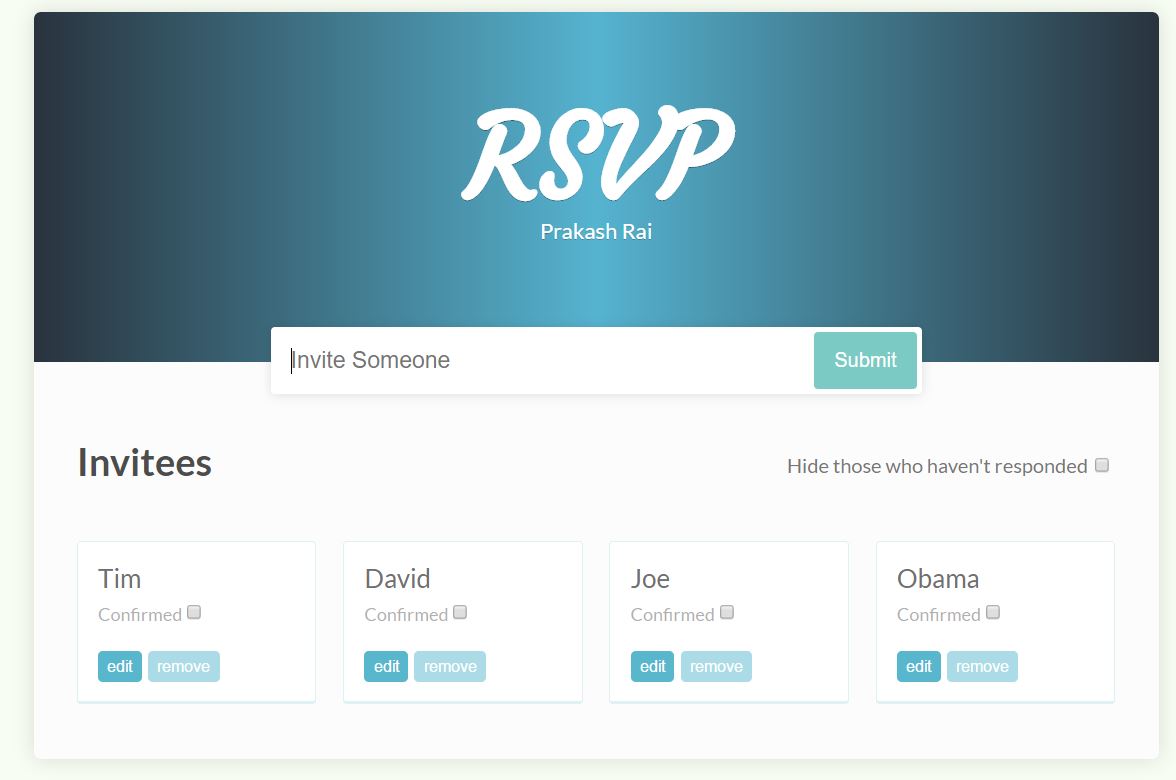 RSVP
Prakash Rai
Invite Someone
Submit
Invitees
Hide those who haven't responded
Tim
Confirmed
edit remove
David
Confirmed
edit remove
Joe
Confirmed
edit remove
Obama
Confirmed
edit remove